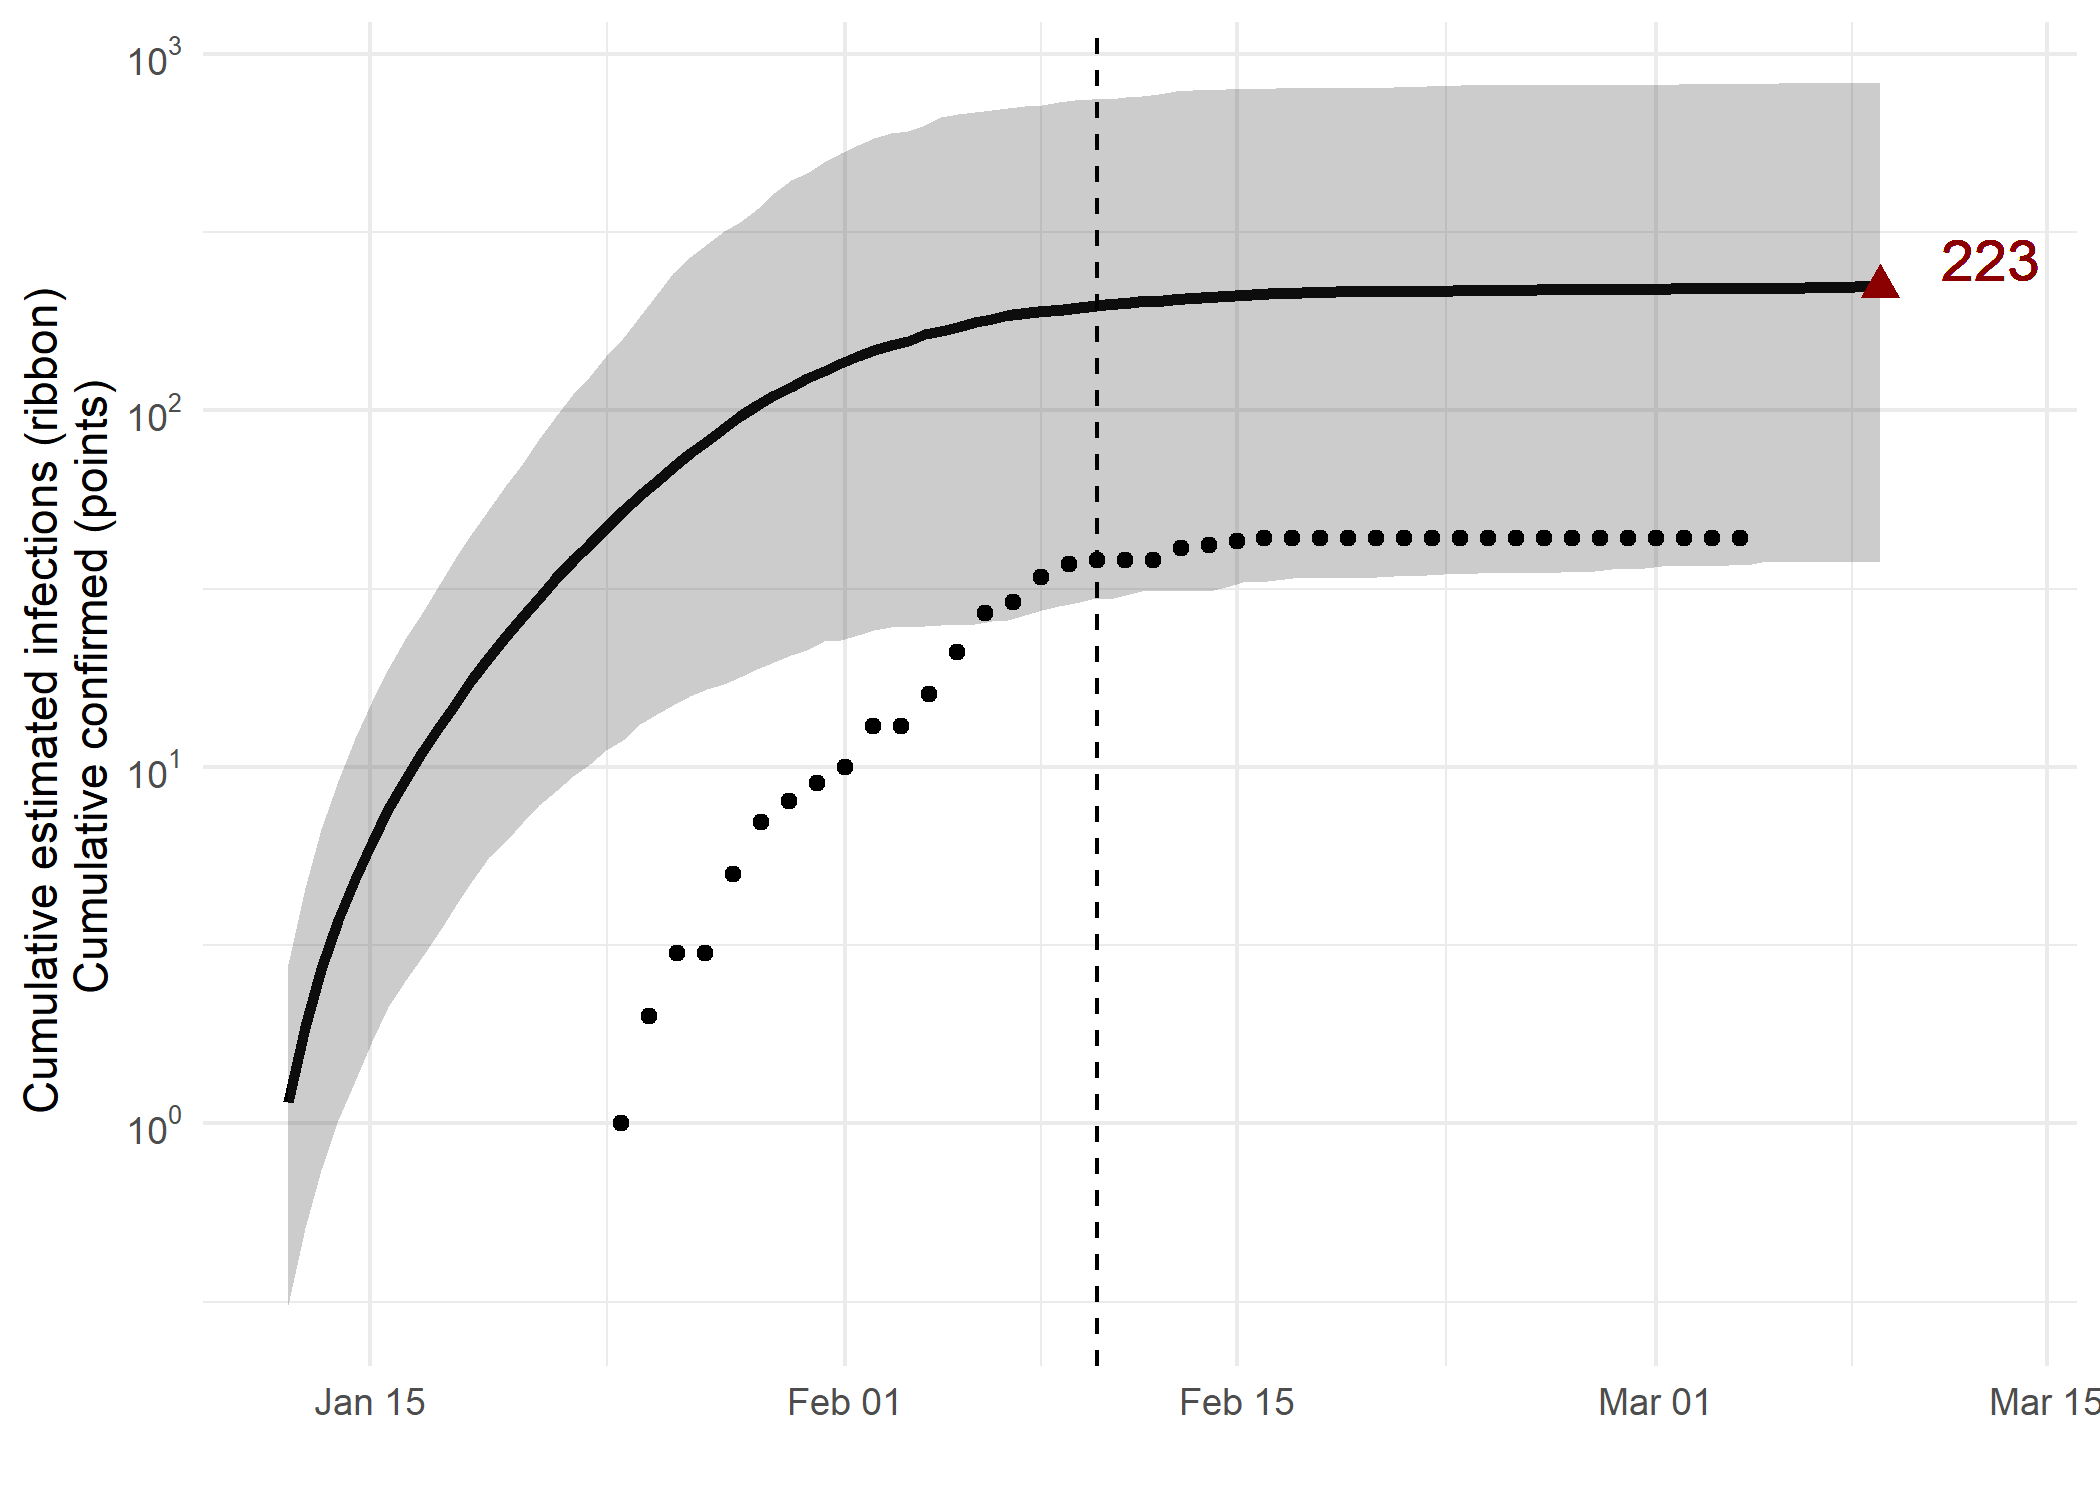 Cumulative estimated infections (ribbon)
Cumulative confirmed (points)
10³
10²
10¹
10⁰
223
Jan 15
Feb 01
Feb 15
Mar 01
Mar 15